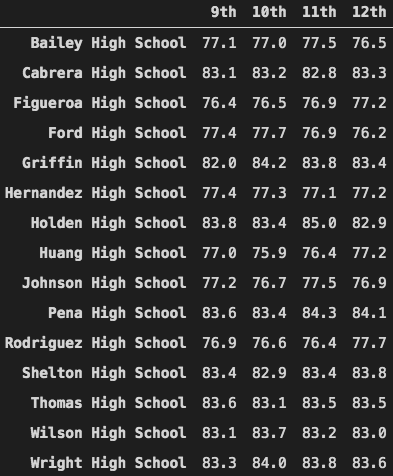 9th 10th 11th 12th
Bailey High School 77.1 77.0 77.5 76.5
Cabrera High School 83.1 83.2 82.8 83.3
Figueroa High School 76.4 76.5 76.9 77.2
Ford High School 77.4 77.7 76.9 76.2
Griffin High School 82.0 84.2 83.8 83.4
Hernandez High School 77.4 77.3 77.1 77.2
Holden High School 83.8 83.4 85.0 82.9
Huang High School 77.0 75.9 76.4 77.2
Johnson High School 77.2 76.7 77.5 76.9
Pena High School 83.6 83.4 84.3 84.1
Rodriguez High School 76.9 76.6 76.4 77.7
Shelton High School 83.4 82.9 83.4 83.8
Thomas High School 83.6 83.1 83.5 83.5
Wilson High School 83.1 83.7 83.2 83.0
Wright High School 83.3 84.0 83.8 83.6